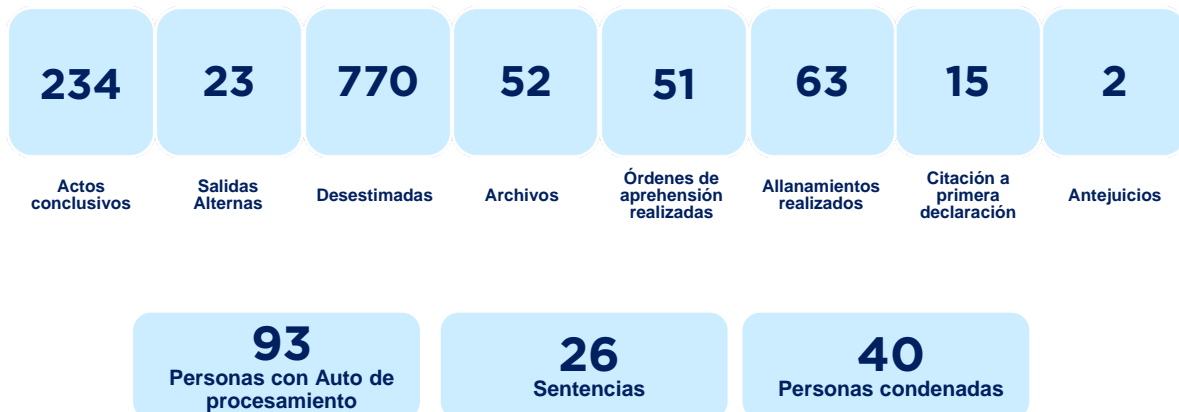 234
23
770
52
51
63
15
2
Actos
conclusivos
Salidas
Alternas
Desestimadas
Archivos
Órdenes de
aprehensión
realizadas
Allanamientos
realizados
Citación a
primera
declaración
Antejuicios
93
Personas con Auto de
procesamiento
26
Sentencias
40
Personas condenadas